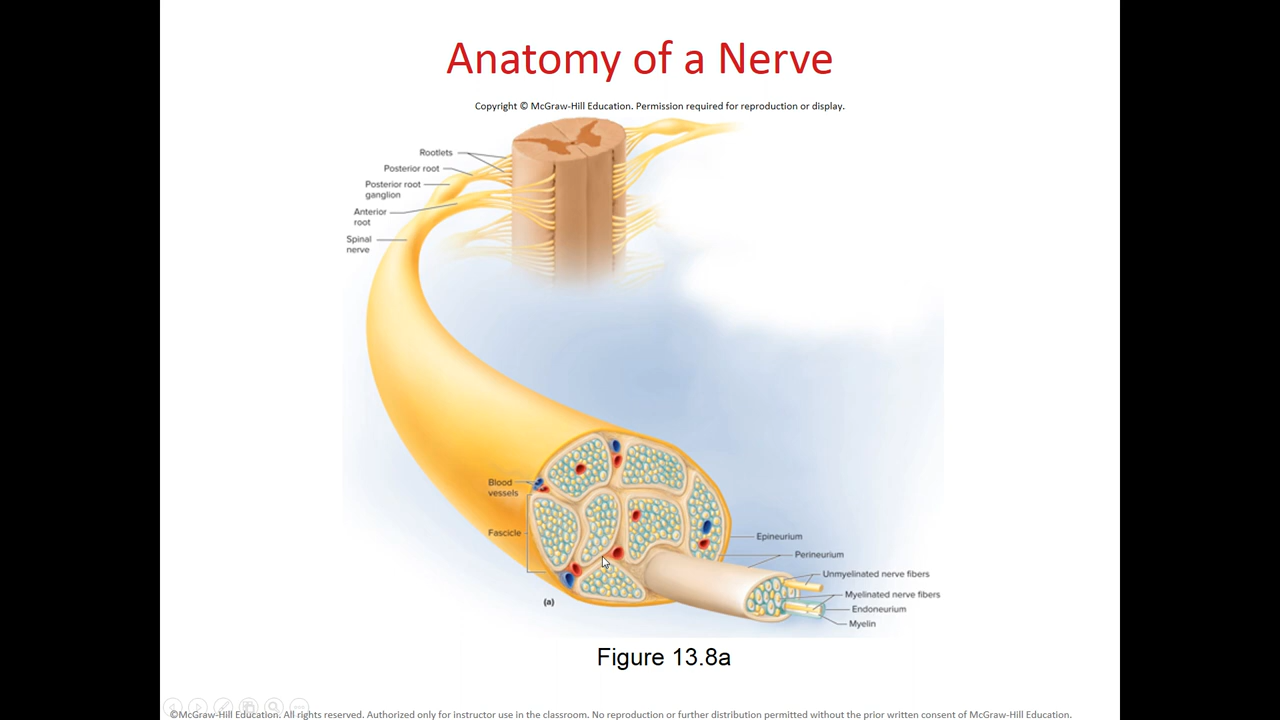 Anatomy of a Nerve
Copyright © McGraw-Hill Education. Permission required for reproduction or display.
Rootlets
Posterior root
Posterior root
ganglion
Anterior
root
Spinal
nerve
Blood
vessels
Fascicle
Epineurium
Perineurium
Unmyelinated nerve fibers
Myelinated nerve fibers
Endoneurium
Myelin
(a)
Figure 13.8a
©McGraw-Hill Education. All rights reserved. Authorized only for instructor use in the classroom. No reproduction or further distribution permitted without the prior written consent of McGraw-Hill Education.